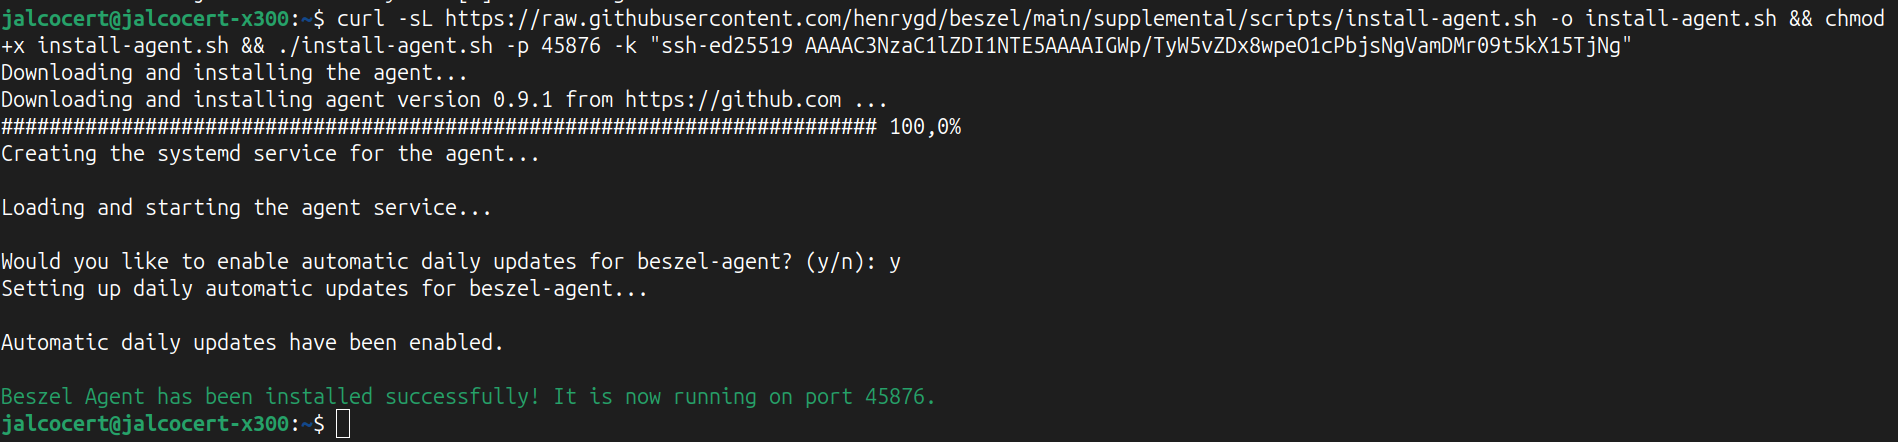 jalcocert@jalcocert-x300:~$ curl -sL https://raw.githubusercontent.com/henrygd/beszel/main/supplemental/scripts/install-agent.sh -o install-agent.sh && chmod
+x install-agent.sh && ./install-agent.sh -p 45876 -k "ssh-ed25519 AAAAC3NzaC1lZDI1NTE5AAAAIGWp/TyW5vZDx8wpeO1cPbjsNgVamDMr09t5kX15TjNg"
Downloading and installing the agent...
Downloading and installing agent version 0.9.1 from https://github.com ...
######################################################################### 100,0%
Creating the systemd service for the agent...
Loading and starting the agent service...
Would you like to enable automatic daily updates for beszel-agent? (y/n): y
Setting up daily automatic updates for beszel-agent...
Automatic daily updates have been enabled.
Beszel Agent has been installed successfully! It is now running on port 45876.
jalcocert@jalcocert-x300:~$